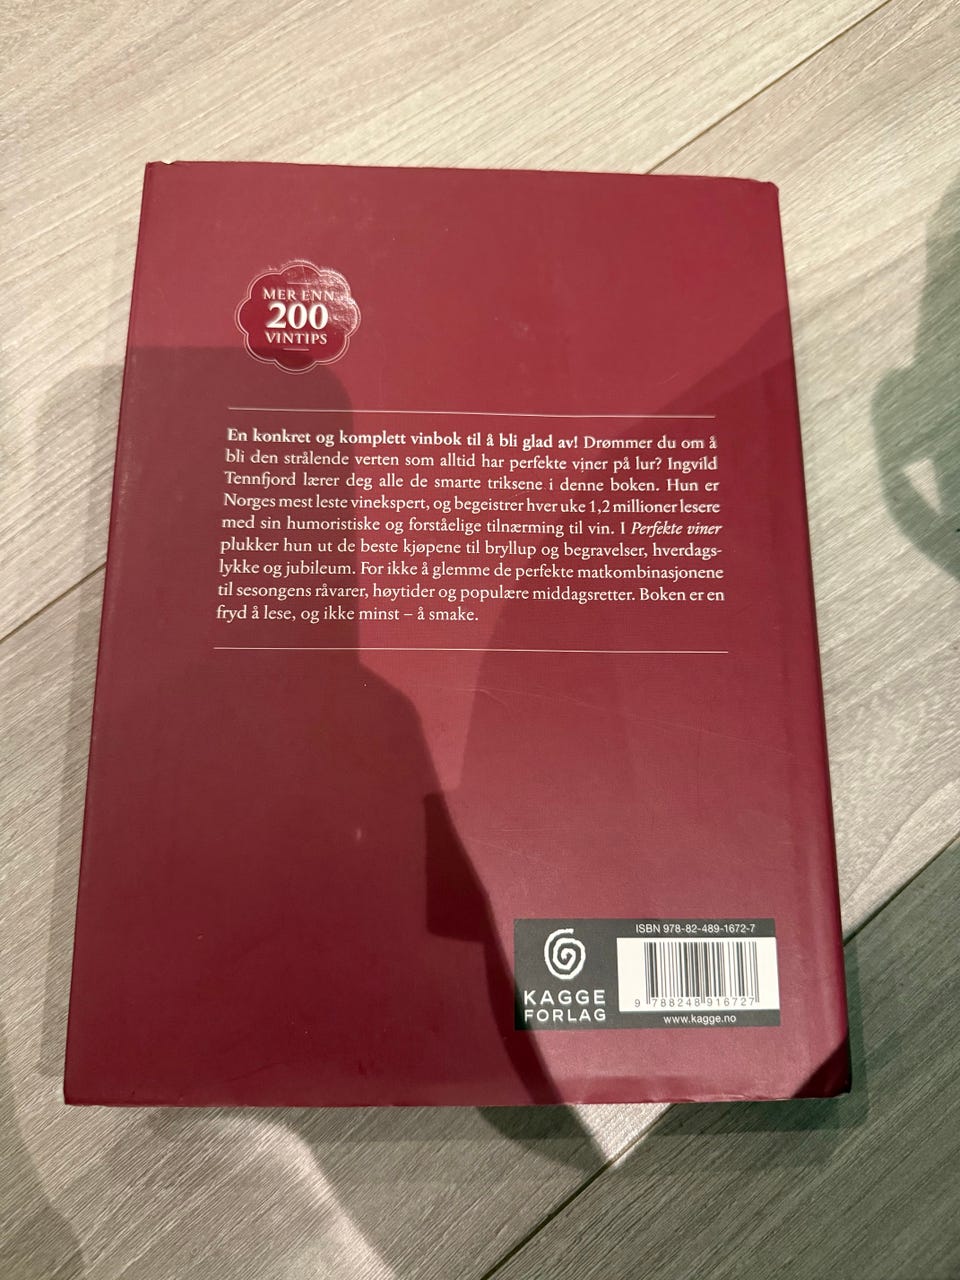 MER ENN
200
VINTIPS
En konkret og komplett vinbok til å bli glad av! Drømmer du om å
bli den strålende verten som alltid har perfekte viner på lur? Ingvild
Tennfjord lærer deg alle de smarte triksene i denne boken. Hun er
Norges mest leste vinekspert, og begeistrer hver uke 1,2 millioner lesere
med sin humoristiske og forståelige tilnærming til vin. I Perfekte viner
plukker hun ut de beste kjøpene til bryllup og begravelser, hverdags-
lykke og jubileum. For ikke å glemme de perfekte matkombinasjonene
til sesongens råvarer, høytider og populære middagsretter. Boken er en
fryd å lese, og ikke minst – å smake.
ISBN 978-82-489-1672-7
9 788248 916727
KAGGE
FORLAG
www.kagge.no